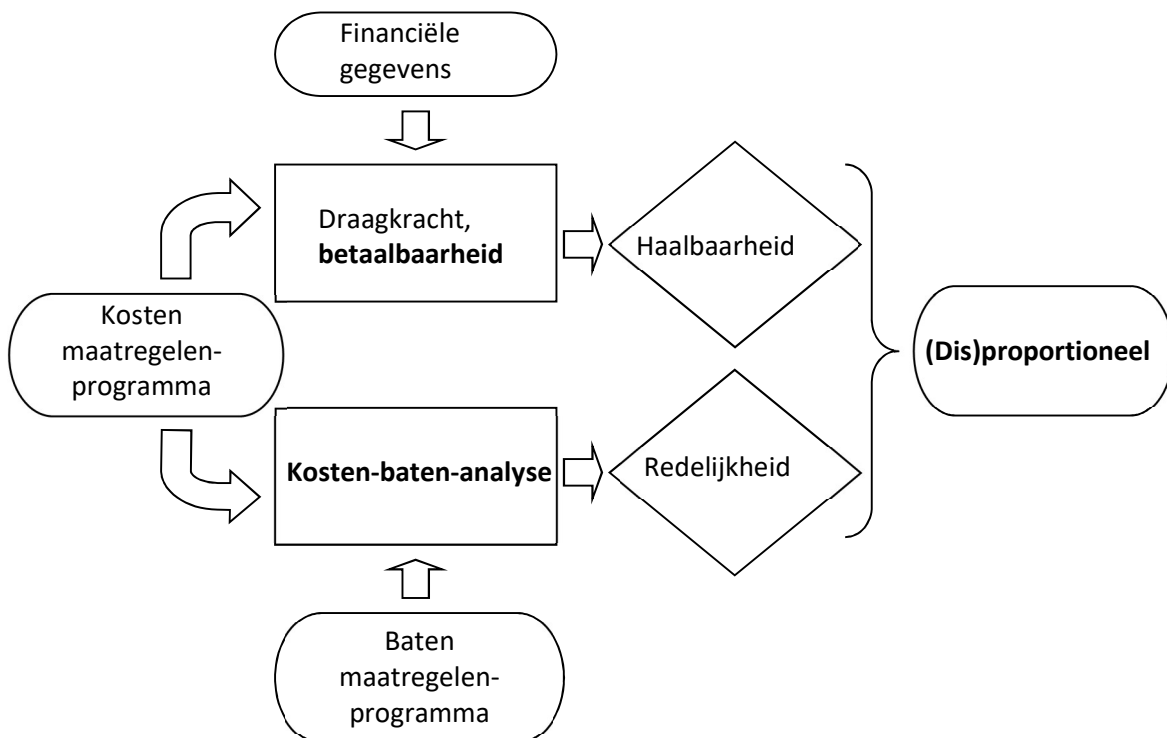 Financiële
gegevens
Draagkracht,
betaalbaarheid
Haalbaarheid
Kosten
maatregelen-
programma
(Dis)proportioneel
Kosten-baten-analyse
Redelijkheid
Baten
maatregelen-
programma